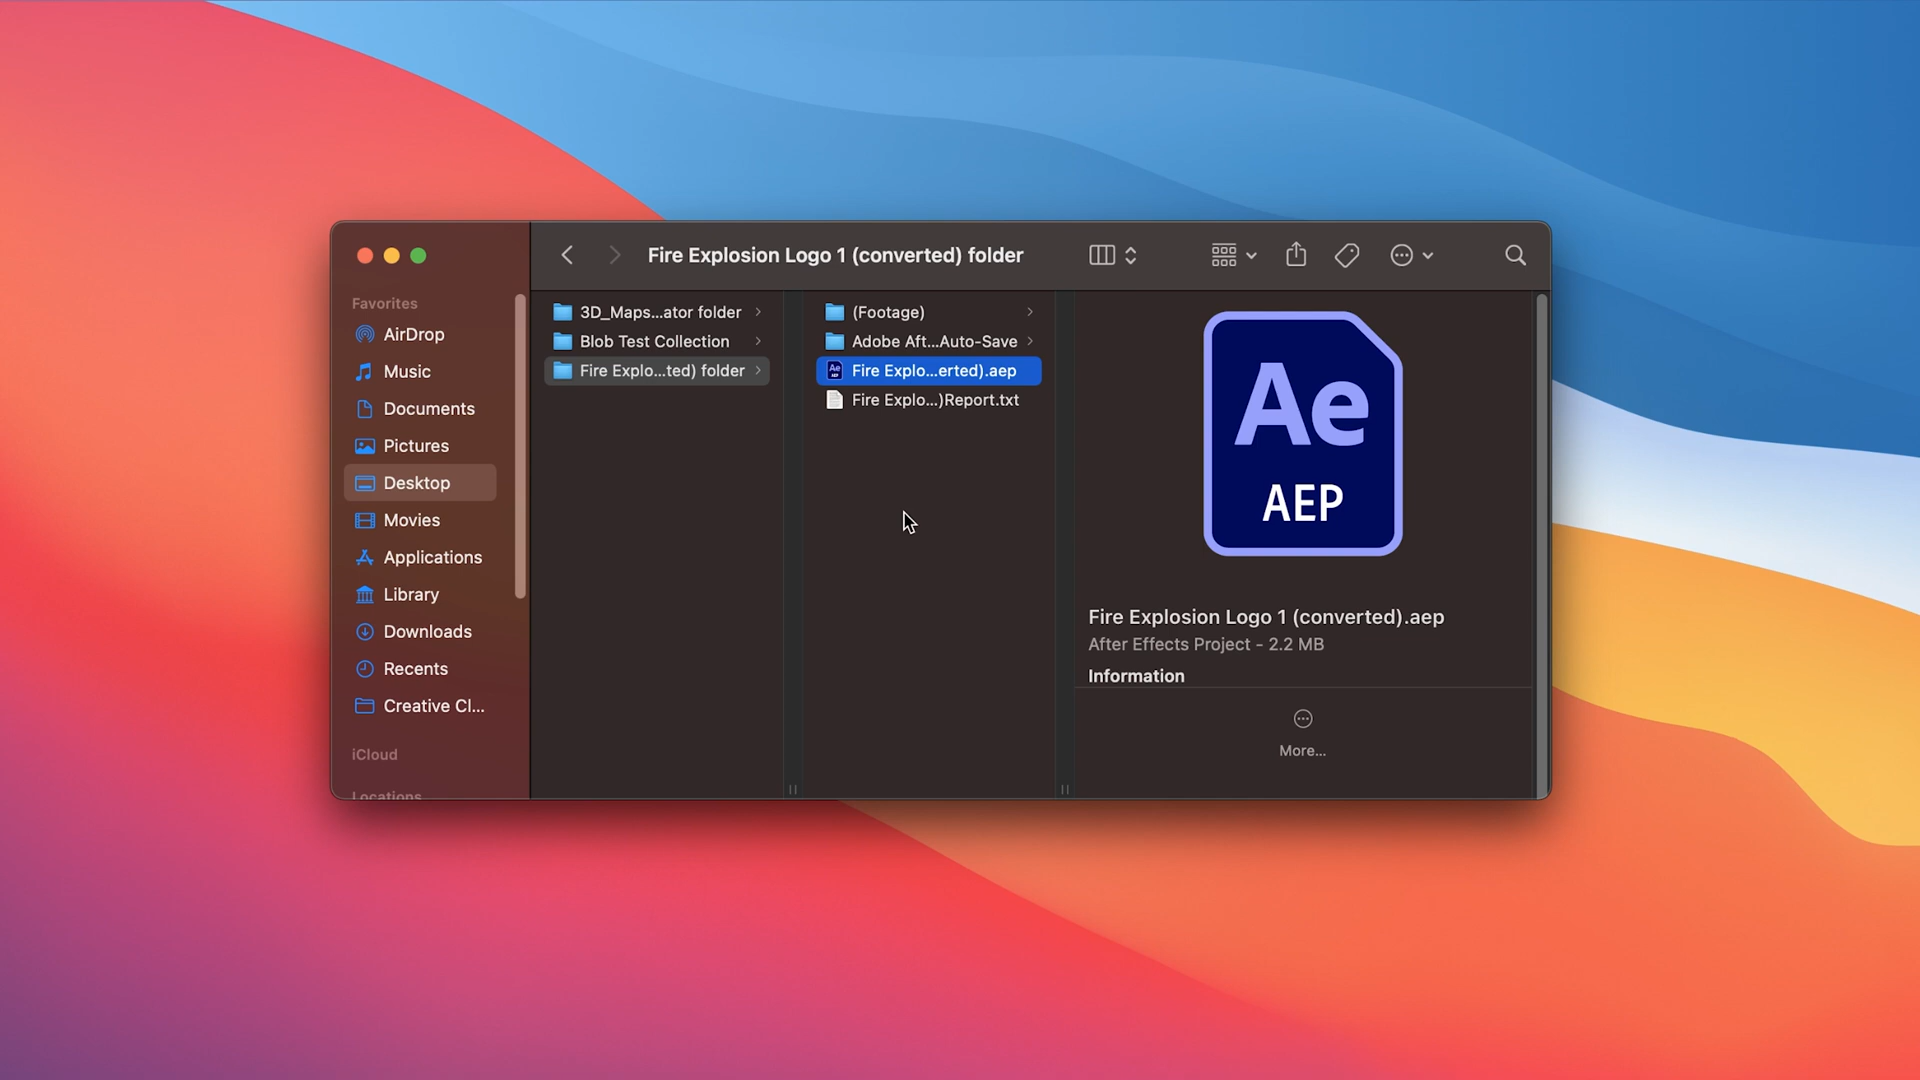 Fire Explosion Logo 1 (converted) folder
Favorites
AirDrop
Music
Documents
Pictures
Desktop
Movies
Applications
Library
Downloads
Recents
Creative Cl...
iCloud
Locations
3D_Maps...ator folder
Blob Test Collection
Fire Explo...ted) folder
(Footage)
Adobe Aft...Auto-Save
Ae AEP
Fire Explo...erted).aep
Fire Explo...)Report.txt
Ae
AEP
Fire Explosion Logo 1 (converted).aep
After Effects Project - 2.2 MB
Information
More...